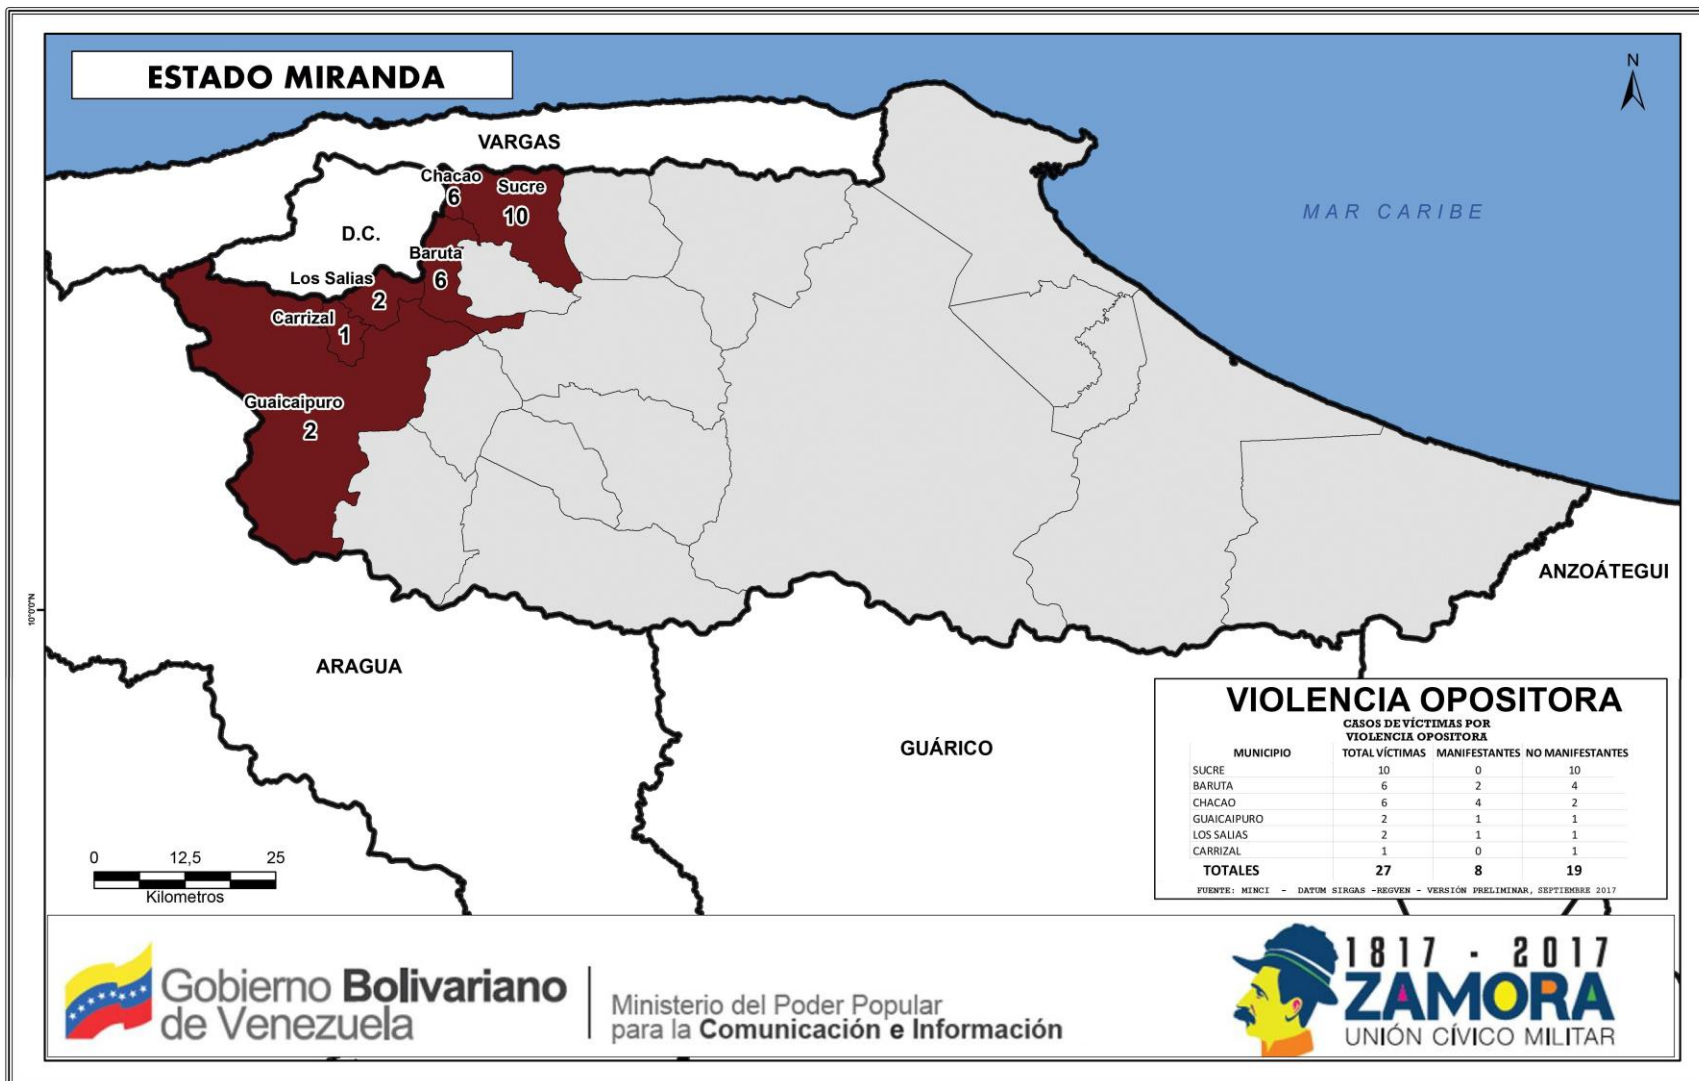 ESTADO MIRANDA
N
VARGAS
Chacao
6
Sucre
10
MAR CARIBE
D.C.
Baruta
6
Los Salias
2
Carrizal
1
Guaicaipuro
2
ANZOÁTEGUI
10°0'0"N
ARAGUA
GUÁRICO
VIOLENCIA OPOSITORA
CASOS DE VÍCTIMAS POR
VIOLENCIA OPOSITORA
MUNICIPIO TOTAL VÍCTIMAS MANIFESTANTES NO MANIFESTANTES
SUCRE 10 0 10
BARUTA 6 2 4
CHACAO 6 4 2
GUAICAIPURO 2 1 1
LOS SALIAS 2 1 1
CARRIZAL 1 0 1
TOTALES 27 8 19
FUENTE: MINCI - DATUM SIRGAS -REGVEN - VERSIÓN PRELIMINAR, SEPTIEMBRE 2017
0 12,5 25
Kilometros
Gobierno Bolivariano
de Venezuela
Ministerio del Poder Popular
para la Comunicación e Información
1817 - 2017
ZAMORA
UNIÓN CÍVICO MILITAR